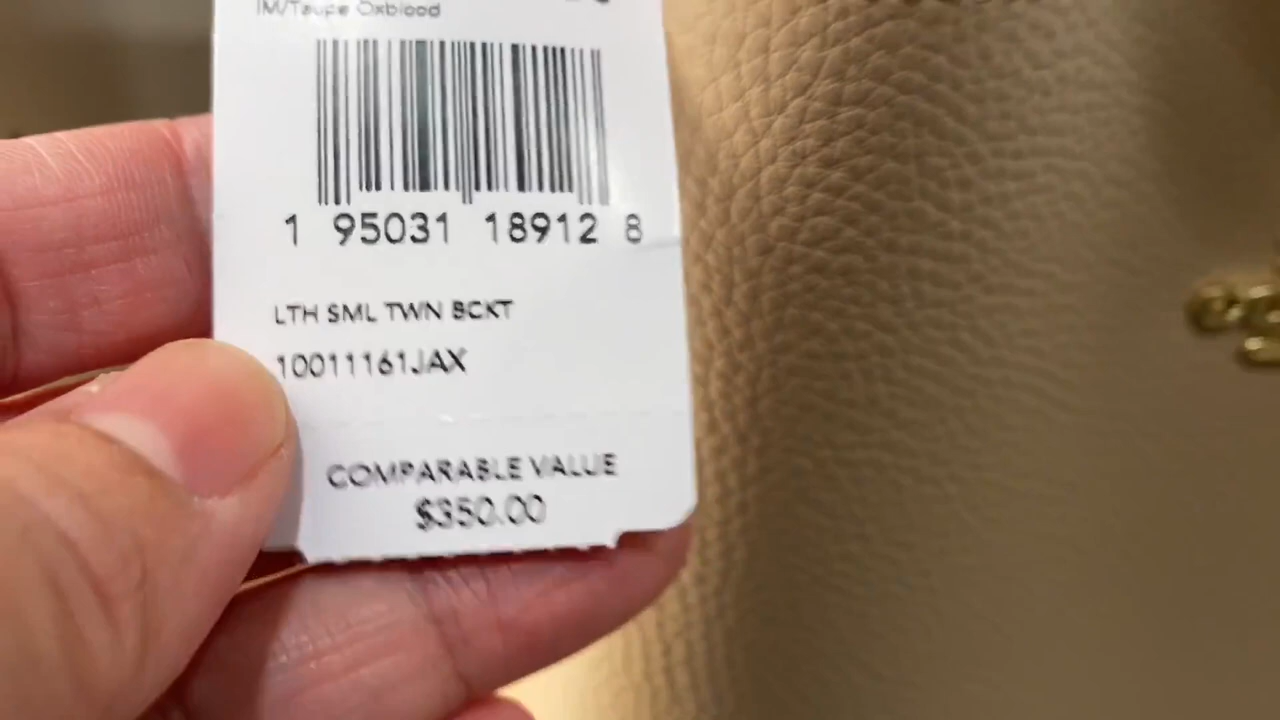 IM/Taupe Oxblood
1 95031 18912 8
LTH SML TWN BCKT
10011161JAX
COMPARABLE VALUE
$350.00